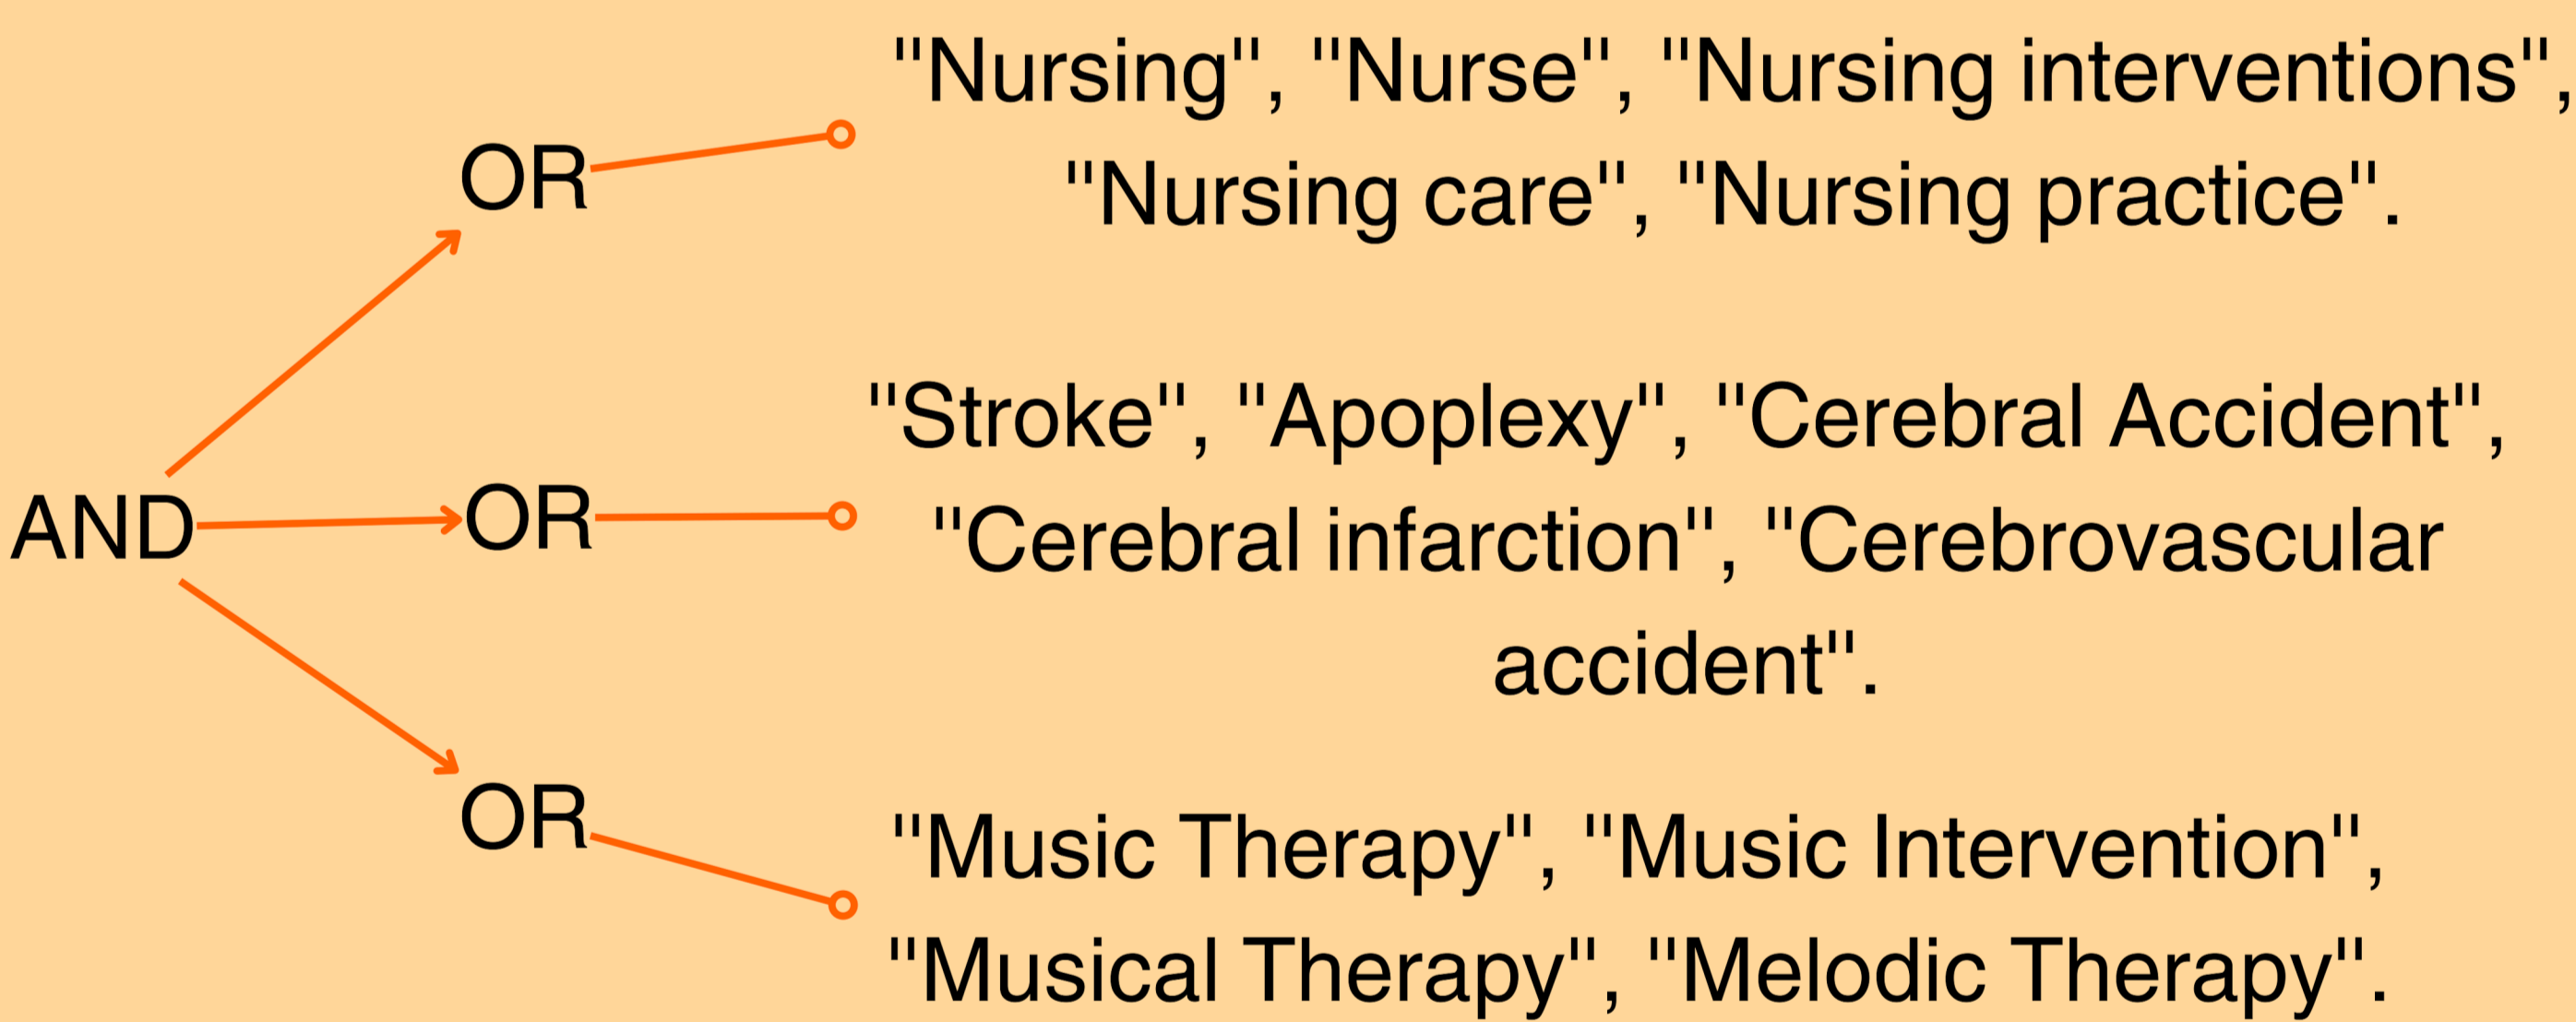 "Nursing", "Nurse", "Nursing interventions",
"Nursing care", "Nursing practice".
OR
"Stroke", "Apoplexy", "Cerebral Accident",
AND
OR
"Cerebral infarction", "Cerebrovascular
accident".
OR
"Music Therapy", "Music Intervention",
"Musical Therapy", "Melodic Therapy".